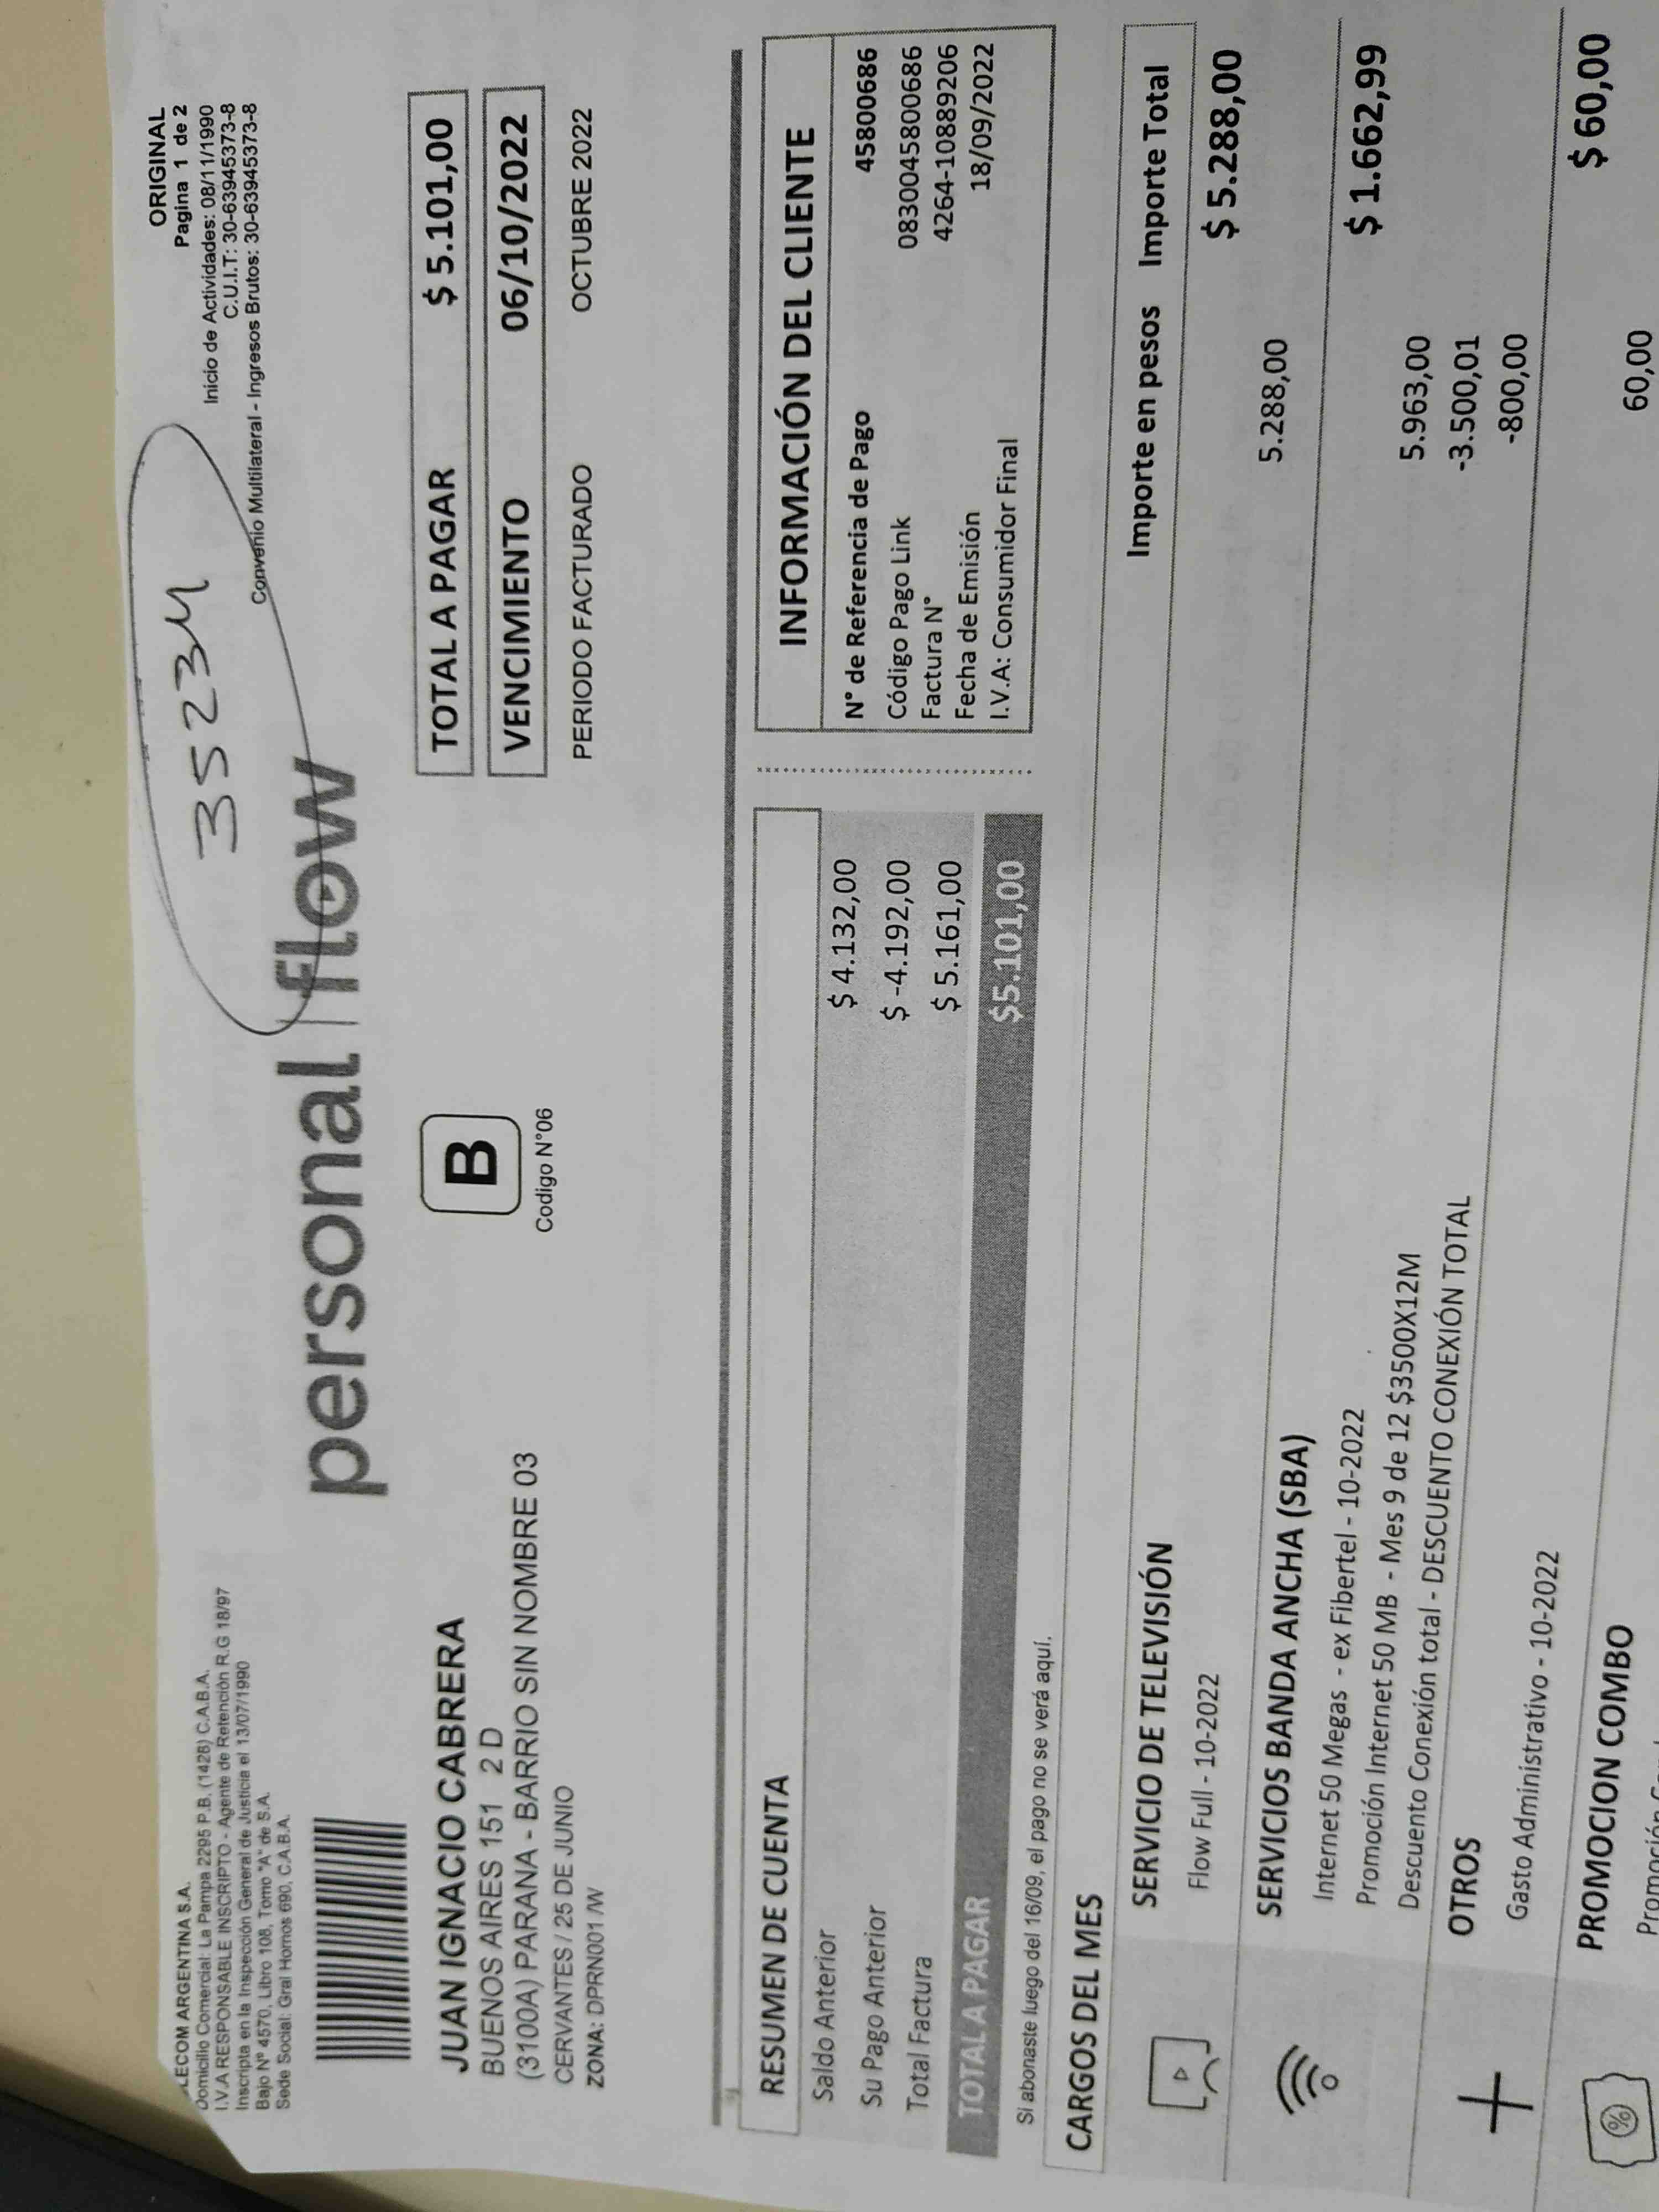 LECOM ARGENTINA S.A.
Domicilio Comercial: La Pampa 2295 P.B. (1428) C.A.B.A.
I.V.A RESPONSABLE INSCRIPTO - Agente de Retención R.G 18/97
Inscripta en la Inspección General de Justicia el 13/07/1990
Bajo Nº 4570, Libro 108, Tomo "A" de S.A.
Sede Social: Gral Hornos 690, C.A.B.A.
35234
ORIGINAL
Pagina 1 de 2
Inicio de Actividades: 08/11/1990
C.U.I.T.: 30-63945373-8
Convenio Multilateral - Ingresos Brutos: 30-63945373-8
personal flow
JUAN IGNACIO CABRERA
BUENOS AIRES 151 2 D
(3100A) PARANA - BARRIO SIN NOMBRE 03
CERVANTES / 25 DE JUNIO
ZONA: DPRN001 /W
B
Codigo N°06
TOTAL A PAGAR $ 5.101,00
VENCIMIENTO 06/10/2022
PERIODO FACTURADO OCTUBRE 2022
RESUMEN DE CUENTA
Saldo Anterior $ 4.132,00
Su Pago Anterior $ -4.192,00
Total Factura $ 5.161,00
TOTAL A PAGAR $5.101,00
Si abonaste luego del 16/09, el pago no se verá aquí.
INFORMACIÓN DEL CLIENTE
N° de Referencia de Pago 45800686
Código Pago Link 0830045800686
Factura N° 4264-10889206
Fecha de Emisión 18/09/2022
I.V.A: Consumidor Final
CARGOS DEL MES Importe en pesos Importe Total
SERVICIO DE TELEVISIÓN $ 5.288,00
Flow Full - 10-2022 5.288,00
SERVICIOS BANDA ANCHA (SBA) $ 1.662,99
Internet 50 Megas - ex Fibertel - 10-2022 5.963,00
Promoción Internet 50 MB - Mes 9 de 12 $3500X12M -3.500,01
Descuento Conexión total - DESCUENTO CONEXIÓN TOTAL -800,00
OTROS $ 60,00
Gasto Administrativo - 10-2022 60,00
PROMOCION COMBO
Promoción